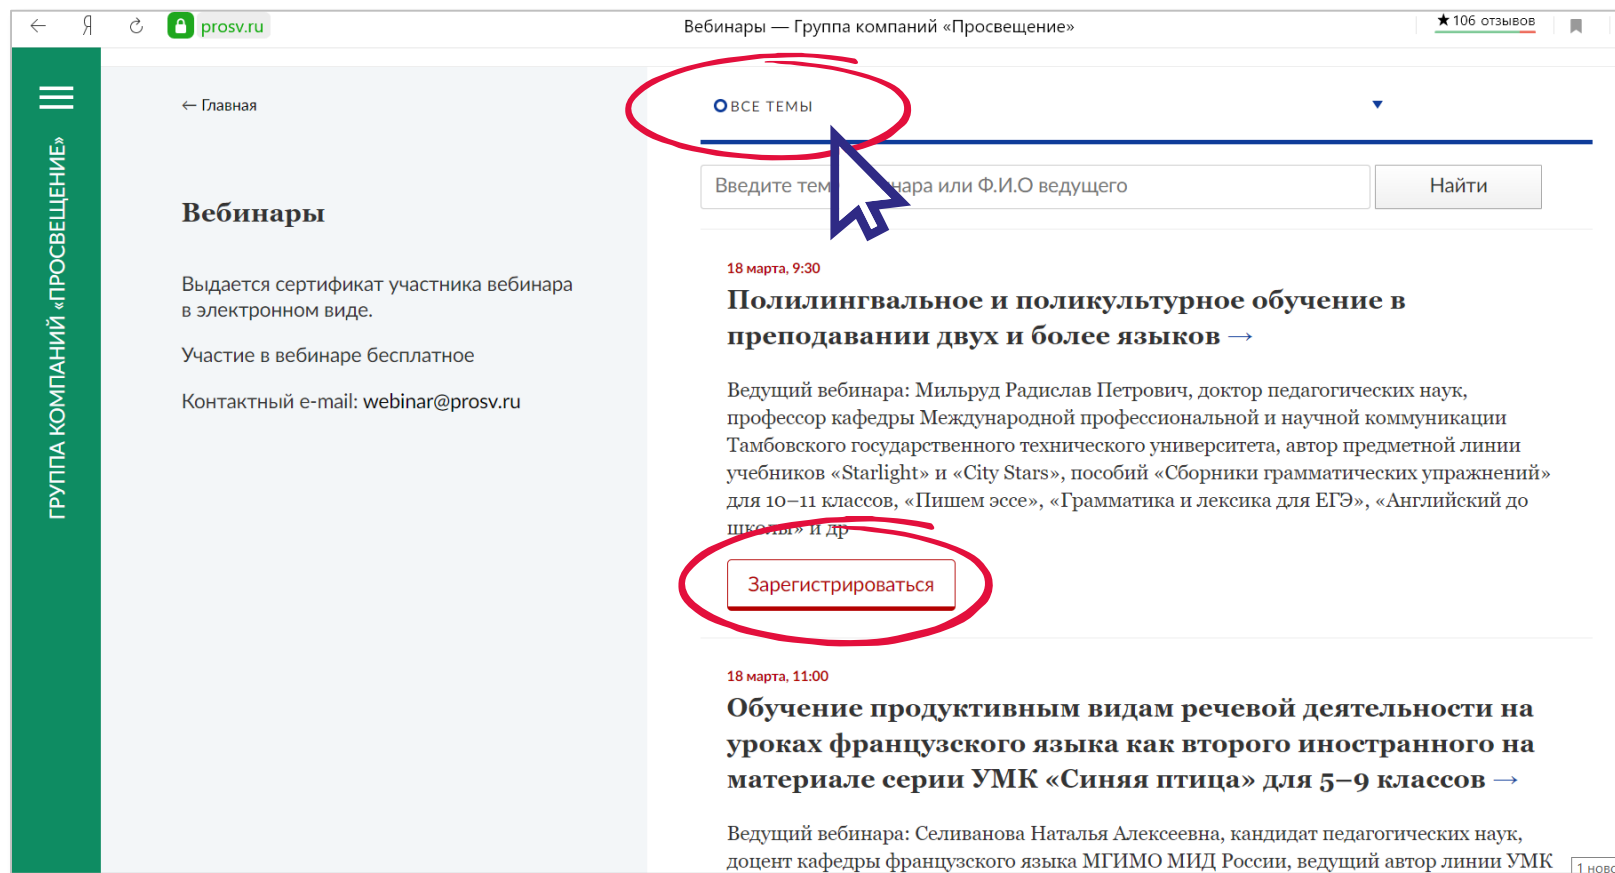 prosv.ru
Вебинары — Группа компаний «Просвещение»
★ 106 отзывов
ГРУППА КОМПАНИЙ «ПРОСВЕЩЕНИЕ»
← Главная
Вебинары
Выдается сертификат участника вебинара
в электронном виде.
Участие в вебинаре бесплатное
Контактный e-mail: webinar@prosv.ru
ВСЕ ТЕМЫ
Введите или Ф.И.О ведущего
Найти
18 марта, 9:30
Полилингвальное и поликультурное обучение в
преподавании двух и более языков →
Ведущий вебинара: Мильруд Радислав Петрович, доктор педагогических наук,
профессор кафедры Международной профессиональной и научной коммуникации
Тамбовского государственного технического университета, автор предметной линии
учебников «Starlight» и «City Stars», пособий «Сборники грамматических упражнений»
для 10–11 классов, «Пишем эссе», «Грамматика и лексика для ЕГЭ», «Английский до
школы» и др
Зарегистрироваться
18 марта, 11:00
Обучение продуктивным видам речевой деятельности на
уроках французского языка как второго иностранного на
материале серии УМК «Синяя птица» для 5–9 классов →
Ведущий вебинара: Селиванова Наталья Алексеевна, кандидат педагогических наук,
доцент кафедры французского языка МГИМО МИД России, ведущий автор линии УМК